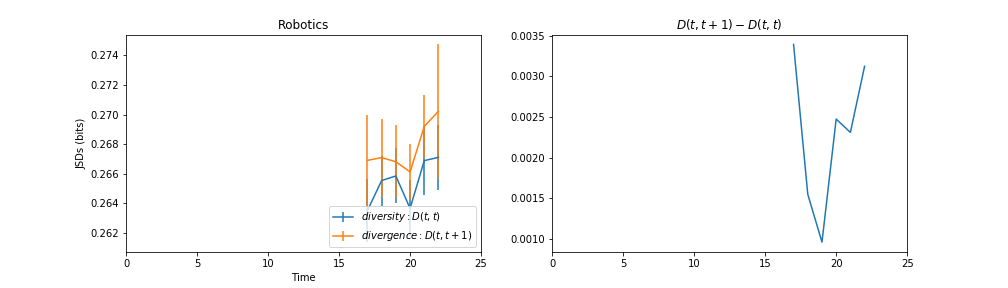 Robotics
JSDs (bits)
0.274
0.272
0.270
0.268
0.266
0.264
0.262
0 5 10 15 20 25
Time
diversity: D(t, t)
divergence: D(t, t + 1)
D(t, t + 1) − D(t, t)
0.0035
0.0030
0.0025
0.0020
0.0015
0.0010
0 5 10 15 20 25